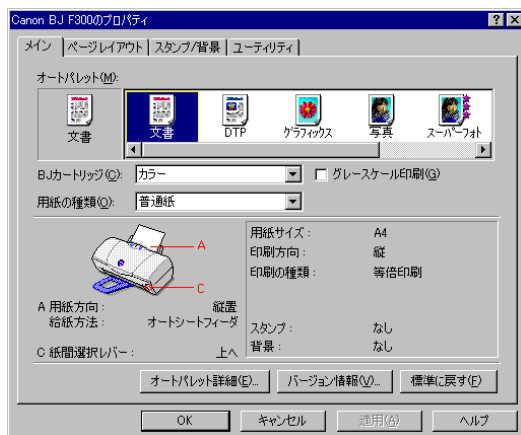 Canon BJ F300のプロパティ
メイン ページレイアウト スタンプ/背景 ユーティリティ
オートパレット(M):
文書 文書 DTP グラフィックス 写真 スーパーフォト
BJカートリッジ(C): カラー グレースケール印刷(G)
用紙の種類(O): 普通紙
A
C
A 用紙方向: 縦置
給紙方法: オートシートフィーダ
C 紙間選択レバー: 上へ
用紙サイズ: A4
印刷方向: 縦
印刷の種類: 等倍印刷
スタンプ: なし
背景: なし
オートパレット詳細(E)... バージョン情報(V)... 標準に戻す(F)
OK キャンセル 適用(A) ヘルプ